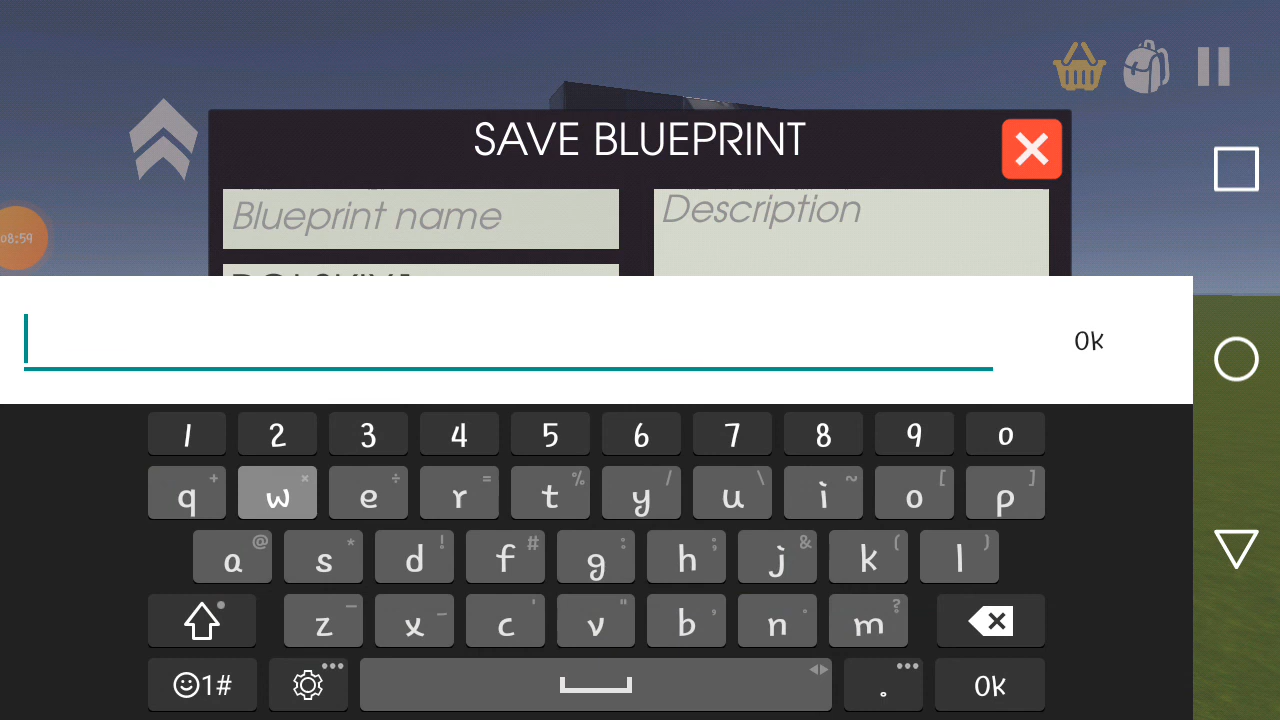 SAVE BLUEPRINT
Blueprint name
Description
08:59
Ok
1 2 3 4 5 6 7 8 9 0
q + w × e ÷ r = t % y / u \ i ~ o [ p ]
a @ s * d ! f # g : h ; j & k ( l )
z – x _ c ' v " b , n . m ?
1# ••• . ••• Ok